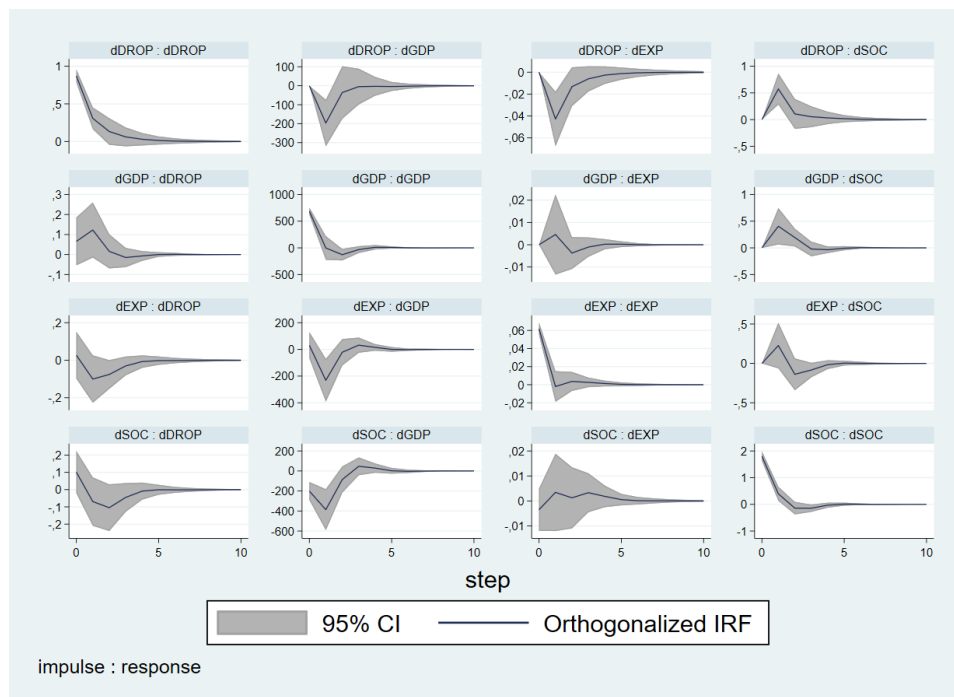 dDROP : dDROP
dDROP : dGDP
dDROP : dEXP
dDROP : dSOC
1
,5
0
100
0
-100
-200
-300
0
-,02
-,04
-,06
1
,5
0
-,5
dGDP : dDROP
dGDP : dGDP
dGDP : dEXP
dGDP : dSOC
,3
,2
,1
0
-,1
1000
500
0
-500
,02
,01
0
-,01
1
,5
0
-,5
dEXP : dDROP
dEXP : dGDP
dEXP : dEXP
dEXP : dSOC
,2
0
-,2
200
0
-200
-400
,06
,04
,02
0
-,02
,5
0
-,5
dSOC : dDROP
dSOC : dGDP
dSOC : dEXP
dSOC : dSOC
,2
,1
0
-,1
-,2
200
0
-200
-400
-600
,02
,01
0
-,01
2
1
0
-1
0 5 10
0 5 10
0 5 10
0 5 10
step
95% CI
Orthogonalized IRF
impulse : response